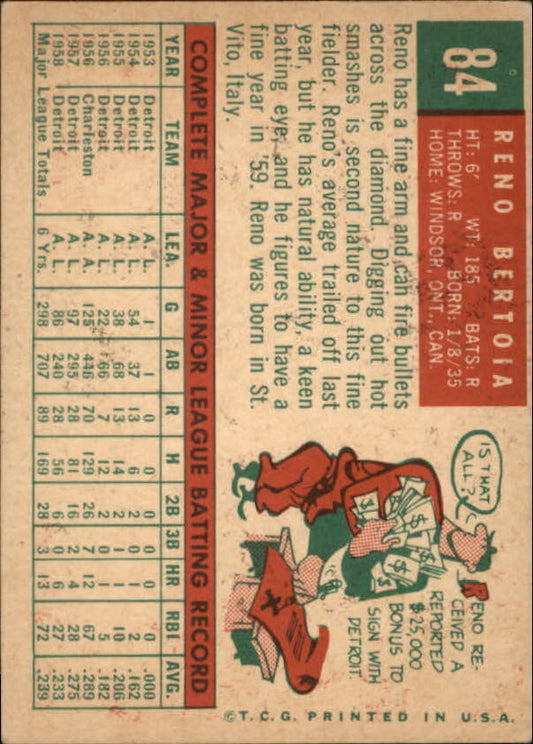 84
RENO BERTOIA
HT: 6' WT: 185 BATS: R
THROWS: R BORN: 1/8/35
HOME: WINDSOR, ONT., CAN.
Reno has a fine arm and can fire bullets
across the diamond. Digging out hot
smashes is second nature to this fine
fielder. Reno's average trailed off last
year, but he has natural ability, a keen
batting eye, and he figures to have a
fine year in '59. Reno was born in St.
Vito, Italy.
IS THAT
ALL?
RENO RE-
CEIVED A
REPORTED
$25,000
BONUS TO
SIGN WITH
DETROIT.
COMPLETE MAJOR & MINOR LEAGUE BATTING RECORD
YEAR TEAM LEA. G AB R H 2B 3B HR RBI AVG.
1953 Detroit A. L. 1 1 0 0 0 0 0 0 .000
1954 Detroit A. L. 54 37 13 6 2 0 1 2 .162
1955 Detroit A. L. 38 68 13 14 2 1 1 10 .206
1956 Detroit A. L. 22 66 7 12 2 0 1 5 .182
1956 Charleston A. A. 125 446 70 129 26 7 12 67 .289
1957 Detroit A. L. 97 295 28 81 16 2 4 28 .275
1958 Detroit A. L. 86 240 28 56 6 0 6 27 .233
Major League Totals 6 Yrs. 298 707 89 169 28 3 13 72 .239
©T.C.G. PRINTED IN U.S.A.